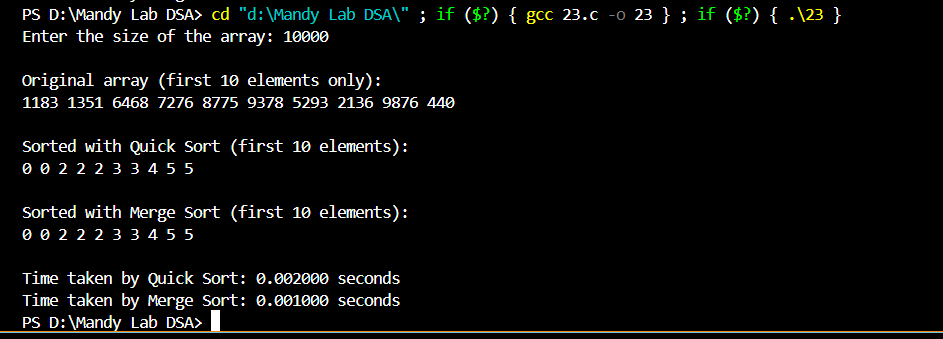 PS D:\Mandy Lab DSA> cd "d:\Mandy Lab DSA\" ; if ($?) { gcc 23.c -o 23 } ; if ($?) { .\23 }
Enter the size of the array: 10000
Original array (first 10 elements only):
1183 1351 6468 7276 8775 9378 5293 2136 9876 440
Sorted with Quick Sort (first 10 elements):
0 0 2 2 2 3 3 4 5 5
Sorted with Merge Sort (first 10 elements):
0 0 2 2 2 3 3 4 5 5
Time taken by Quick Sort: 0.002000 seconds
Time taken by Merge Sort: 0.001000 seconds
PS D:\Mandy Lab DSA>